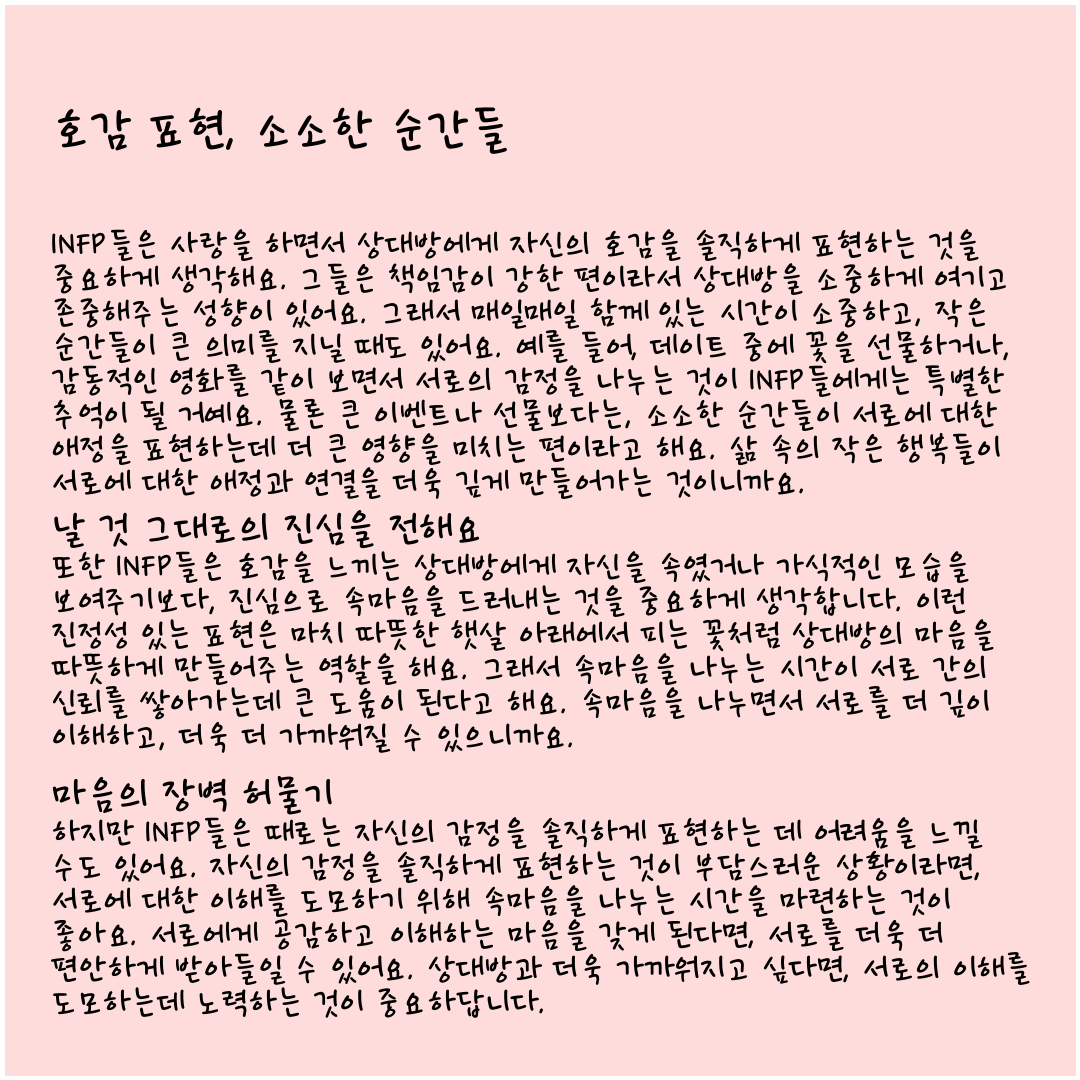 호감 표현, 소소한 순간들
INFP들은 사랑을 하면서 상대방에게 자신의 호감을 솔직하게 표현하는 것을
중요하게 생각해요. 그들은 책임감이 강한 편이라서 상대방을 소중하게 여기고
존중해주는 성향이 있어요. 그래서 매일매일 함께 있는 시간이 소중하고, 작은
순간들이 큰 의미를 지닐 때도 있어요. 예를 들어, 데이트 중에 꽃을 선물하거나,
감동적인 영화를 같이 보면서 서로의 감정을 나누는 것이 INFP들에게는 특별한
추억이 될 거예요. 물론 큰 이벤트나 선물보다는, 소소한 순간들이 서로에 대한
애정을 표현하는데 더 큰 영향을 미치는 편이라고 해요. 삶 속의 작은 행복들이
서로에 대한 애정과 연결을 더욱 깊게 만들어가는 것이니까요.
날 것 그대로의 진심을 전해요
또한 INFP들은 호감을 느끼는 상대방에게 자신을 속였거나 가식적인 모습을
보여주기보다, 진심으로 속마음을 드러내는 것을 중요하게 생각합니다. 이런
진정성 있는 표현은 마치 따뜻한 햇살 아래에서 피는 꽃처럼 상대방의 마음을
따뜻하게 만들어주는 역할을 해요. 그래서 속마음을 나누는 시간이 서로 간의
신뢰를 쌓아가는데 큰 도움이 된다고 해요. 속마음을 나누면서 서로를 더 깊이
이해하고, 더욱 더 가까워질 수 있으니까요.
마음의 장벽 허물기
하지만 INFP들은 때로는 자신의 감정을 솔직하게 표현하는 데 어려움을 느낄
수도 있어요. 자신의 감정을 솔직하게 표현하는 것이 부담스러운 상황이라면,
서로에 대한 이해를 도모하기 위해 속마음을 나누는 시간을 마련하는 것이
좋아요. 서로에게 공감하고 이해하는 마음을 갖게 된다면, 서로를 더욱 더
편안하게 받아들일 수 있어요. 상대방과 더욱 가까워지고 싶다면, 서로의 이해를
도모하는데 노력하는 것이 중요하답니다.